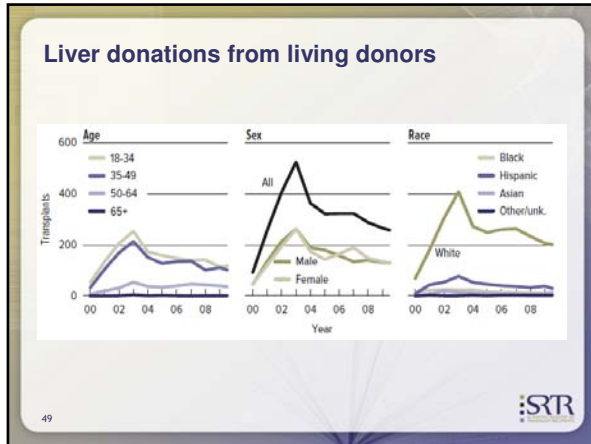 Liver donations from living donors
Age
18-34
35-49
50-64
65+
Transplants
600
400
200
0
00 02 04 06 08
Sex
All
Male
Female
00 02 04 06 08
Year
Race
Black
Hispanic
Asian
Other/unk.
White
00 02 04 06 08
49
SRTR